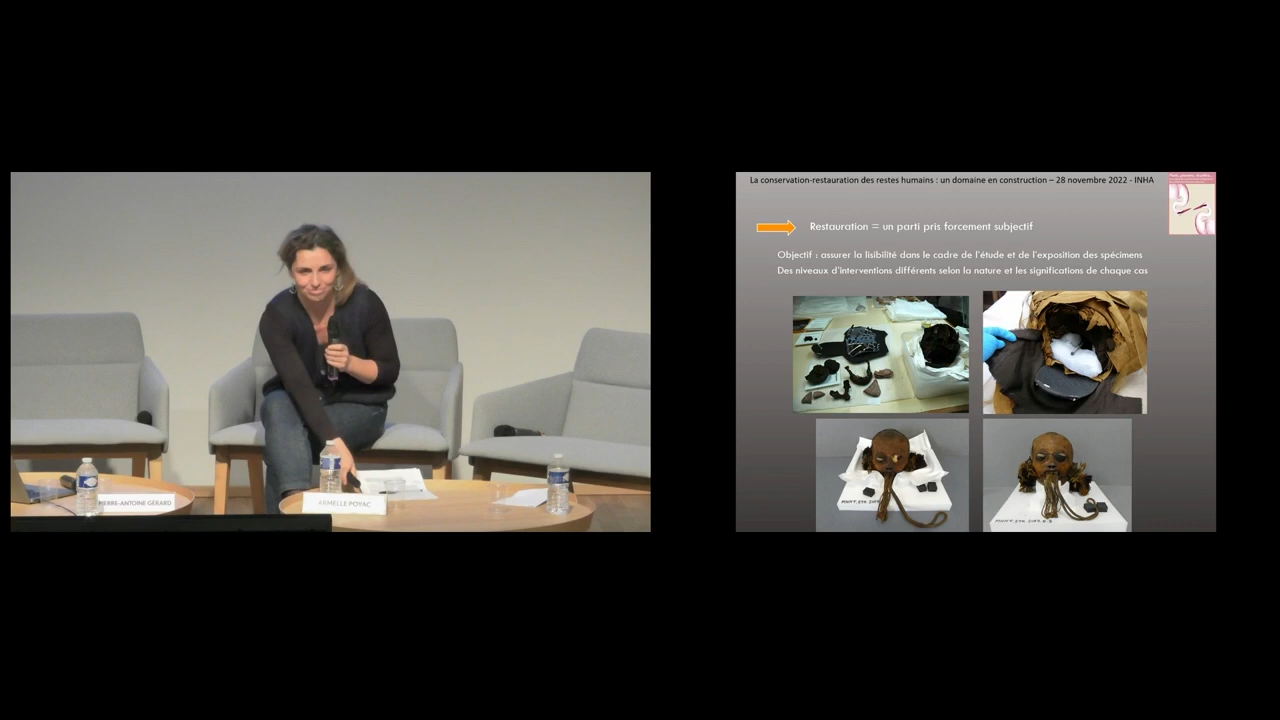 La conservation-restauration des restes humains : un domaine en construction – 28 novembre 2022 - INHA
Restauration = un parti pris forcement subjectif
Objectif : assurer la lisibilité dans le cadre de l'étude et de l'exposition des spécimens
Des niveaux d'interventions différents selon la nature et les significations de chaque cas
PIERRE-ANTOINE GÉRARD
ARMELLE POYAC